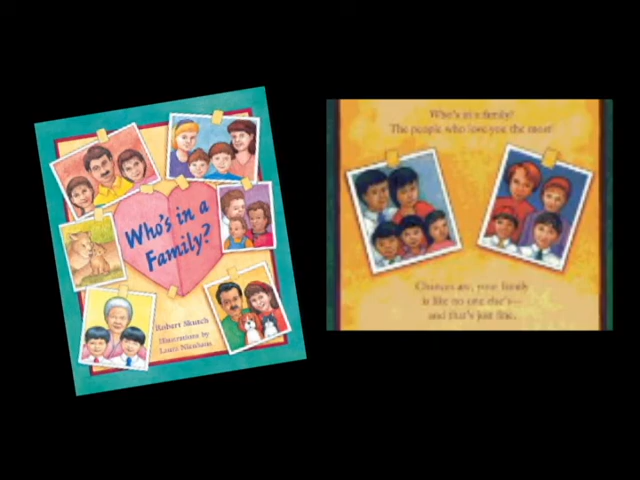 Who's in a
Family?
Robert Skutch
Illustrations by
Laura Nienhaus
Who's in a family?
The people who love you the most!
Chances are, your family
is like no one else's—
and that's just fine.